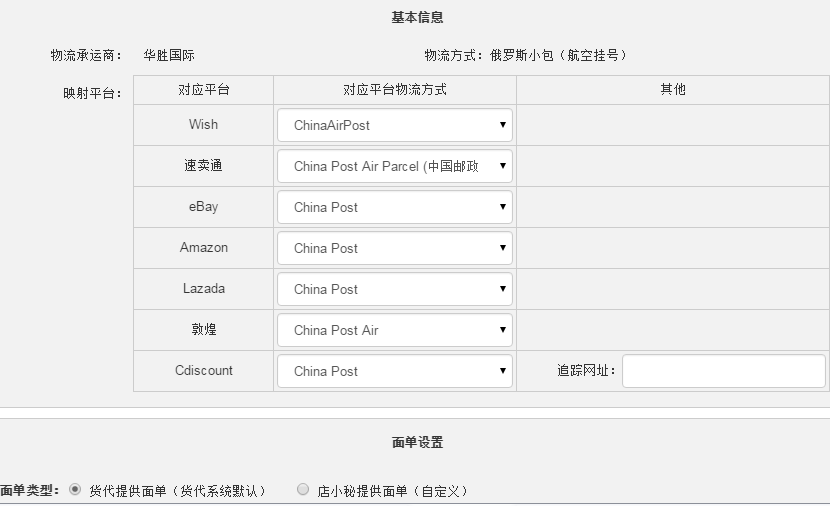 基本信息
物流承运商： 华胜国际 物流方式：俄罗斯小包（航空挂号）
映射平台： 对应平台 对应平台物流方式 其他
Wish ChinaAirPost
速卖通 China Post Air Parcel (中国邮政
eBay China Post
Amazon China Post
Lazada China Post
敦煌 China Post Air
Cdiscount China Post 追踪网址：
面单设置
面单类型： 货代提供面单（货代系统默认） 店小秘提供面单（自定义）